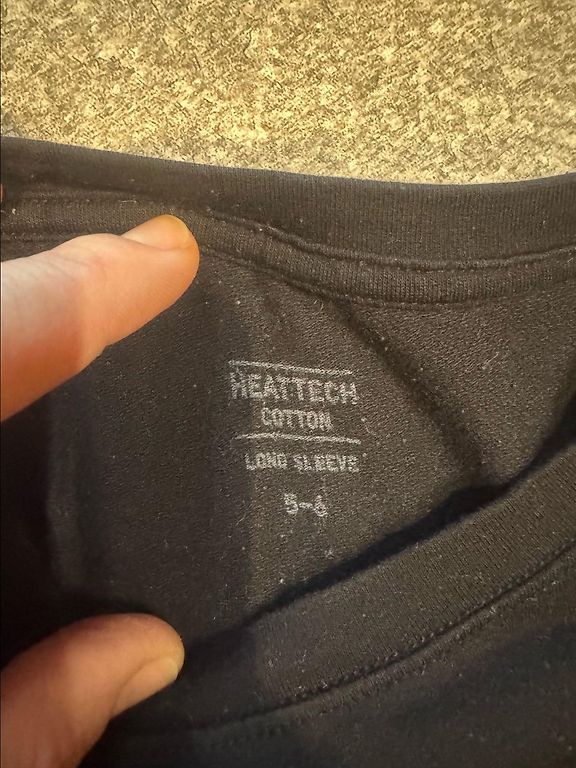 HEATTECH
COTTON
LONG SLEEVE
5-6